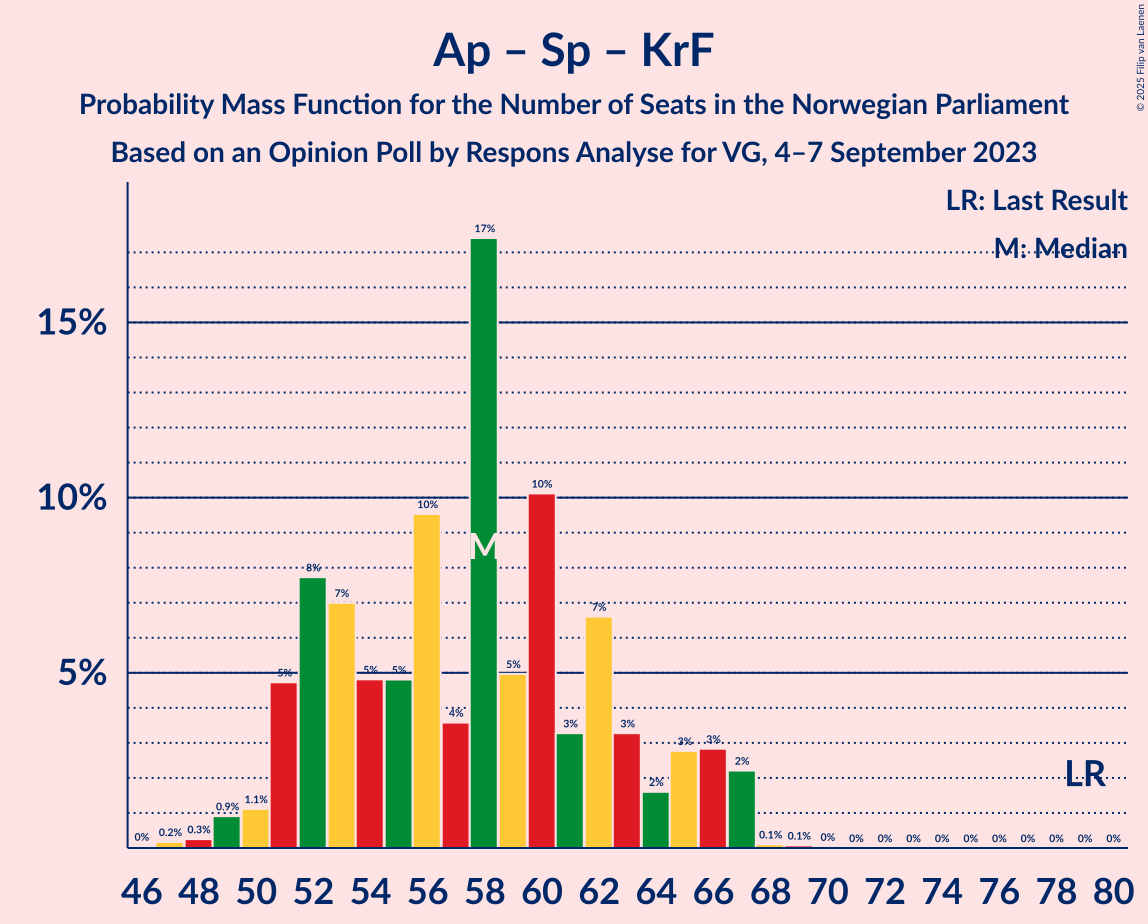 Ap – Sp – KrF
Probability Mass Function for the Number of Seats in the Norwegian Parliament
Based on an Opinion Poll by Respons Analyse for VG, 4–7 September 2023
© 2025 Filip van Laenen
LR: Last Result
M: Median
15%
10%
5%
0% 0.2% 0.3% 0.9% 1.1% 5% 8% 7% 5% 5% 10% 4% 17% 5% 10% 3% 7% 3% 2% 3% 3% 2% 0.1% 0.1% 0% 0% 0% 0% 0% 0% 0% 0% 0% 0% 0%
M
LR
46 48 50 52 54 56 58 60 62 64 66 68 70 72 74 76 78 80